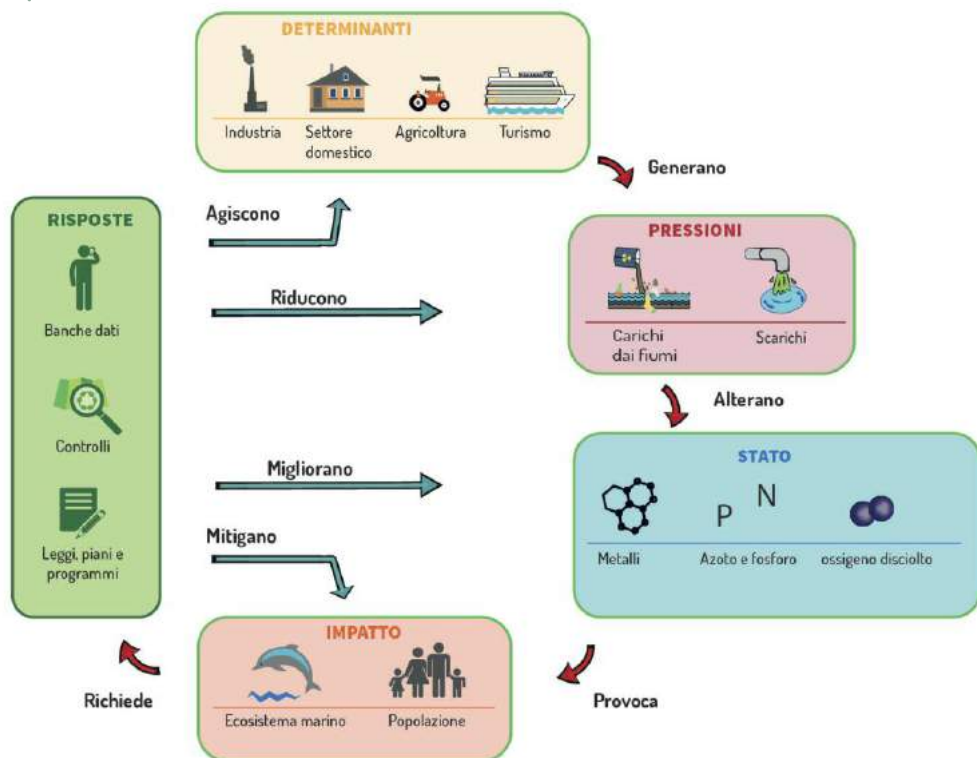 DETERMINANTI
Industria
Settore
domestico
Agricoltura
Turismo
Generano
RISPOSTE
Banche dati
Controlli
Leggi, piani e
programmi
Agiscono
Riducono
Migliorano
Mitigano
PRESSIONI
Carichi
dai fiumi
Scarichi
Alterano
STATO
P
N
Metalli
Azoto e fosforo
ossigeno disciolto
Provoca
IMPATTO
Ecosistema marino
Popolazione
Richiede